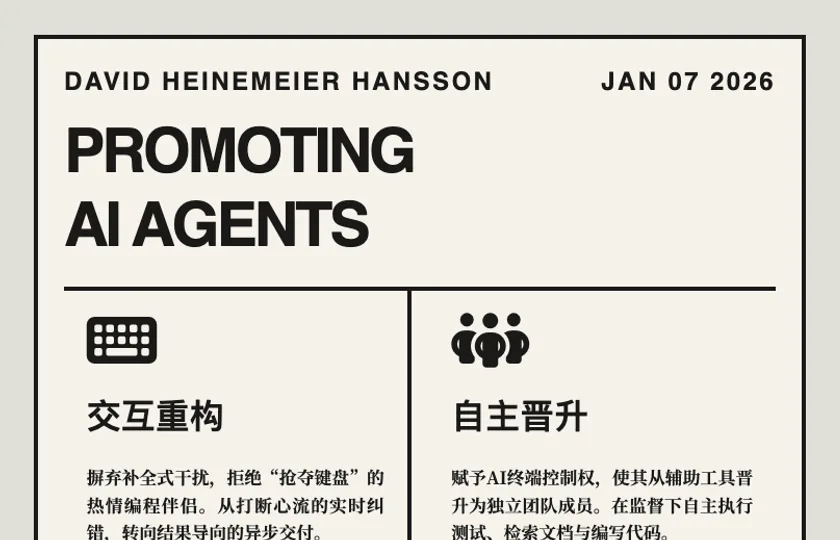 DAVID HEINEMEIER HANSSON
JAN 07 2026
PROMOTING
AI AGENTS
交互重构
摒弃补全式干扰，拒绝“抢夺键盘”的
热情编程伴侣。从打断心流的实时纠
错，转向结果导向的异步交付。
自主晋升
赋予AI终端控制权，使其从辅助工具晋
升为独立团队成员。在监督下自主执行
测试、检索文档与编写代码。